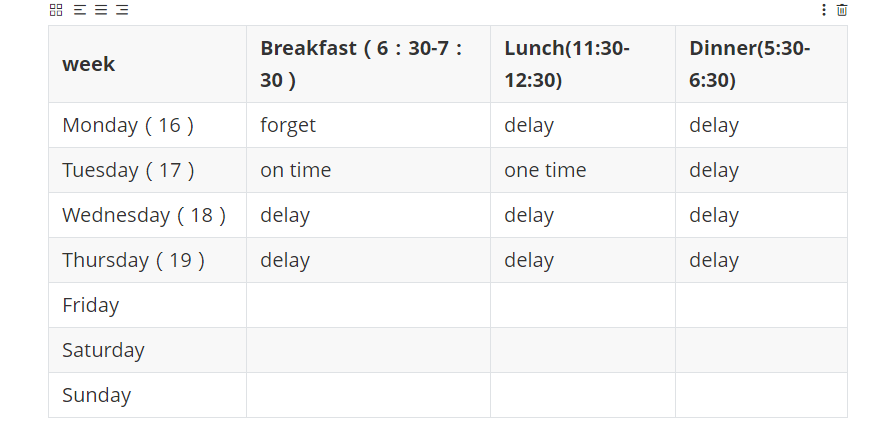 week Breakfast（6：30-7：30） Lunch(11:30-12:30) Dinner(5:30-6:30)
Monday（16） forget delay delay
Tuesday（17） on time one time delay
Wednesday（18） delay delay delay
Thursday（19） delay delay delay
Friday
Saturday
Sunday